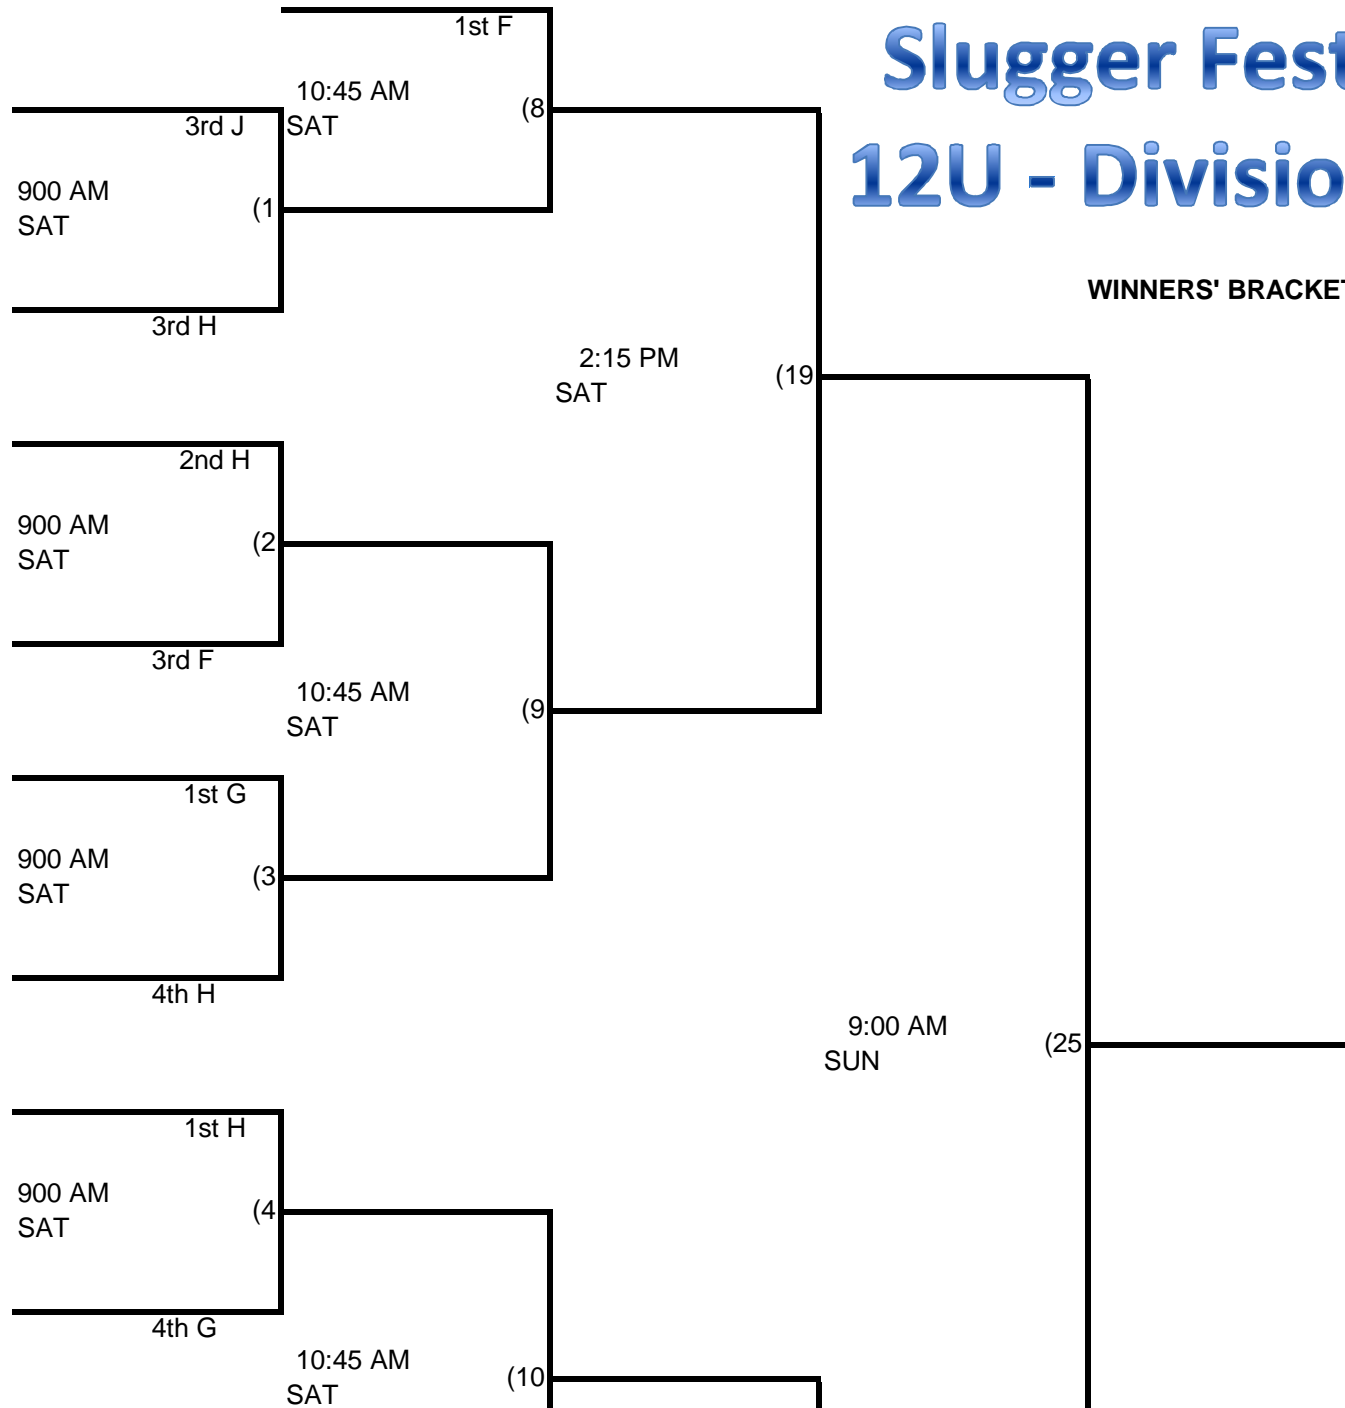 1st F
Slugger Fest
10:45 AM
(8
3rd J
SAT
12U - Divisio
900 AM
(1
SAT
WINNERS' BRACKET
3rd H
2:15 PM
(19
SAT
2nd H
900 AM
(2
SAT
3rd F
10:45 AM
(9
SAT
1st G
900 AM
(3
SAT
4th H
9:00 AM
(25
SUN
1st H
900 AM
(4
SAT
4th G
10:45 AM
(10
SAT